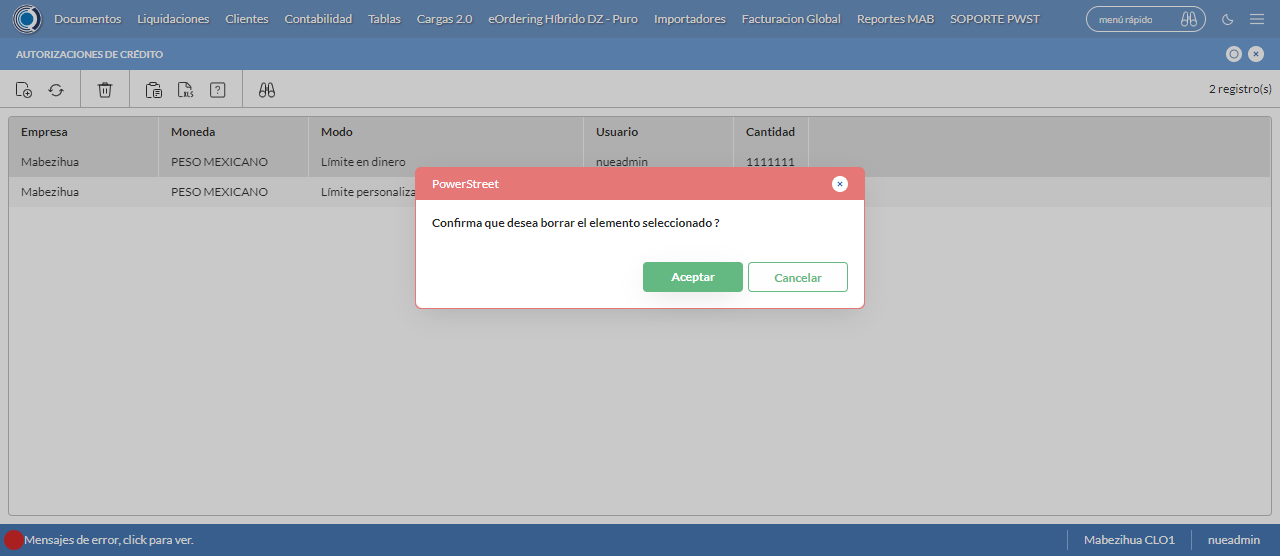 Documentos Liquidaciones Clientes Contabilidad Tablas Cargas 2.0 eOrdering Híbrido DZ - Puro Importadores Facturacion Global Reportes MAB SOPORTE PWST menú rápido
AUTORIZACIONES DE CRÉDITO
XLS ? 2 registro(s)
Empresa Moneda Modo Usuario Cantidad
Mabezihua PESO MEXICANO Límite en dinero nueadmin 1111111
Mabezihua PESO MEXICANO Límite personaliza
PowerStreet
Confirma que desea borrar el elemento seleccionado ?
Aceptar Cancelar
Mensajes de error, click para ver. Mabezihua CLO1 nueadmin